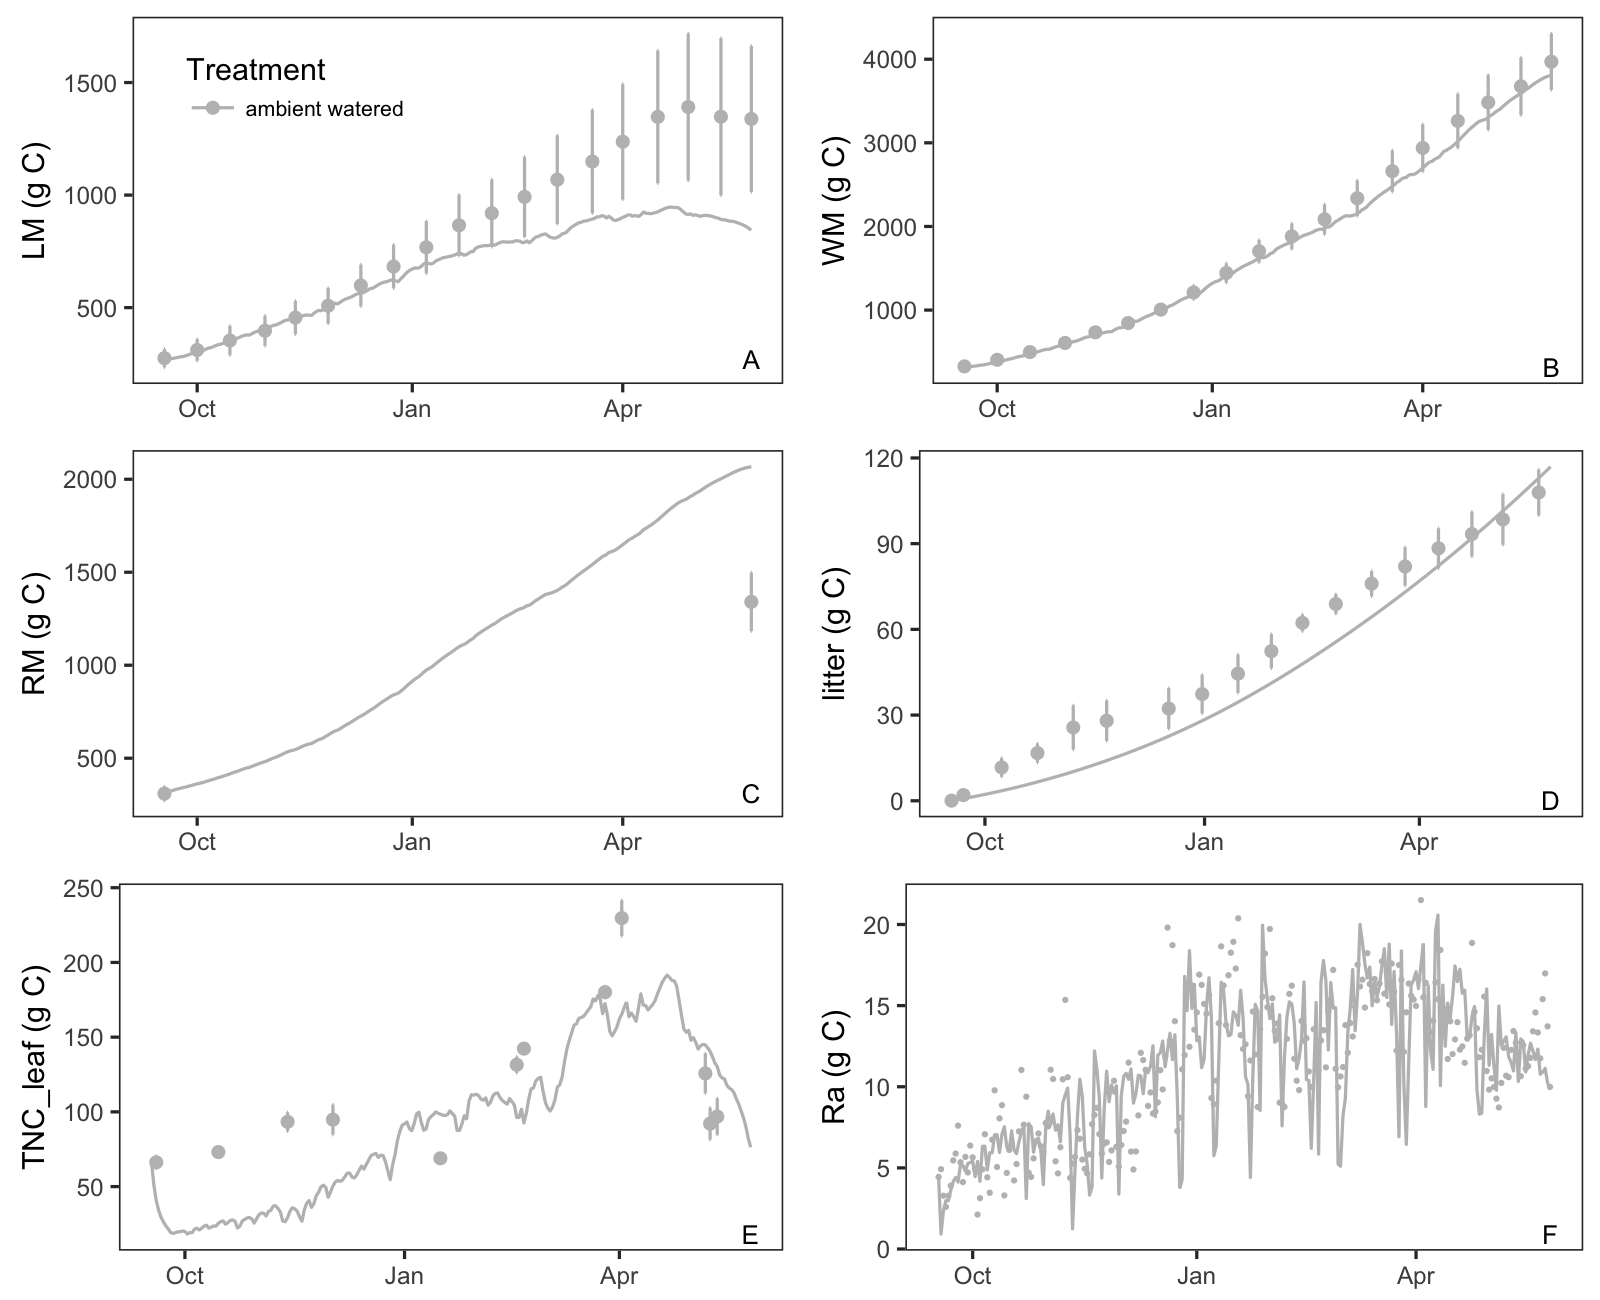 LM (g C)
1500
1000
500
Treatment
ambient watered
A
Oct Jan Apr
WM (g C)
4000
3000
2000
1000
B
Oct Jan Apr
RM (g C)
2000
1500
1000
500
C
Oct Jan Apr
litter (g C)
120
90
60
30
0
D
Oct Jan Apr
TNC_leaf (g C)
250
200
150
100
50
E
Oct Jan Apr
Ra (g C)
20
15
10
5
0
F
Oct Jan Apr